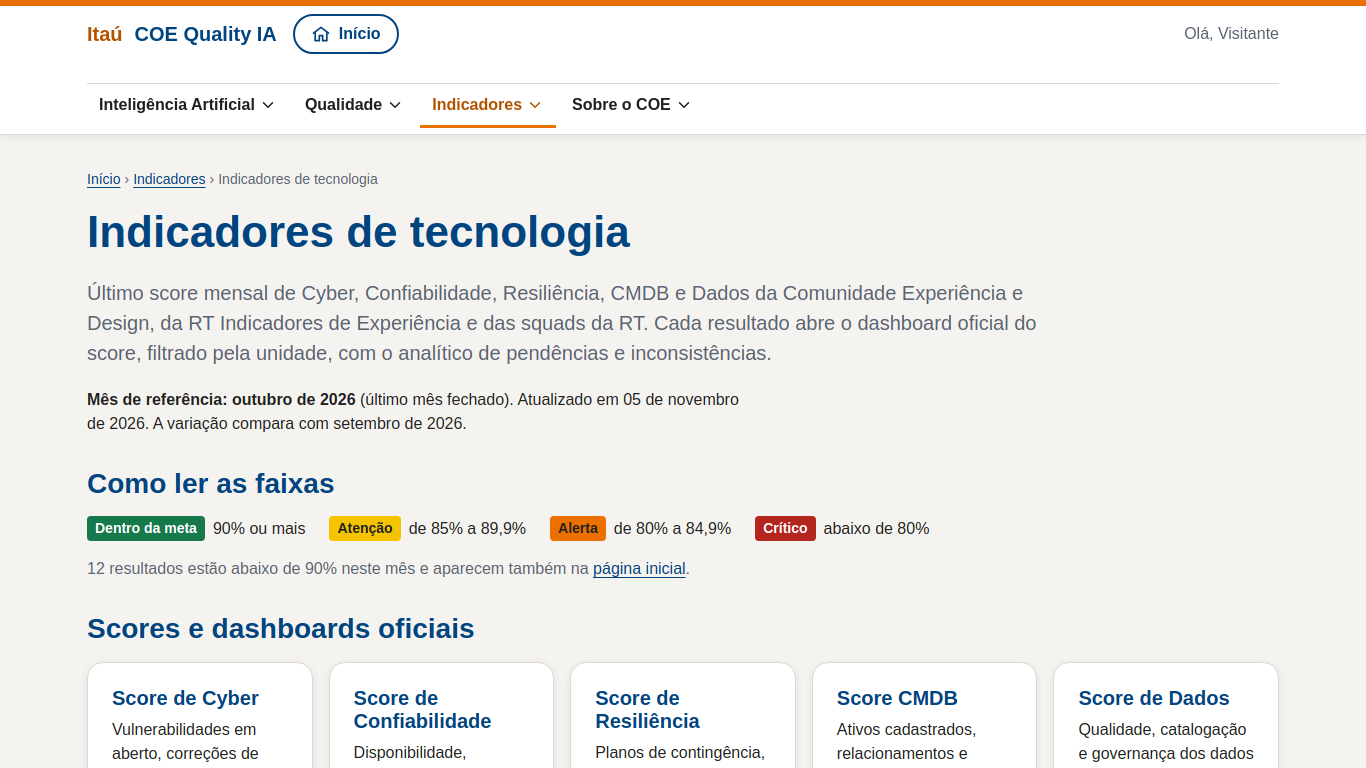 Itaú COE Quality IA Início Olá, Visitante
Inteligência Artificial Qualidade Indicadores Sobre o COE
Início › Indicadores › Indicadores de tecnologia
Indicadores de tecnologia
Último score mensal de Cyber, Confiabilidade, Resiliência, CMDB e Dados da Comunidade Experiência e
Design, da RT Indicadores de Experiência e das squads da RT. Cada resultado abre o dashboard oficial do
score, filtrado pela unidade, com o analítico de pendências e inconsistências.
Mês de referência: outubro de 2026 (último mês fechado). Atualizado em 05 de novembro
de 2026. A variação compara com setembro de 2026.
Como ler as faixas
Dentro da meta 90% ou mais Atenção de 85% a 89,9% Alerta de 80% a 84,9% Crítico abaixo de 80%
12 resultados estão abaixo de 90% neste mês e aparecem também na página inicial.
Scores e dashboards oficiais
Score de Cyber
Vulnerabilidades em
aberto, correções de
Score de
Confiabilidade
Disponibilidade,
Score de
Resiliência
Planos de contingência,
Score CMDB
Ativos cadastrados,
relacionamentos e
Score de Dados
Qualidade, catalogação
e governança dos dados